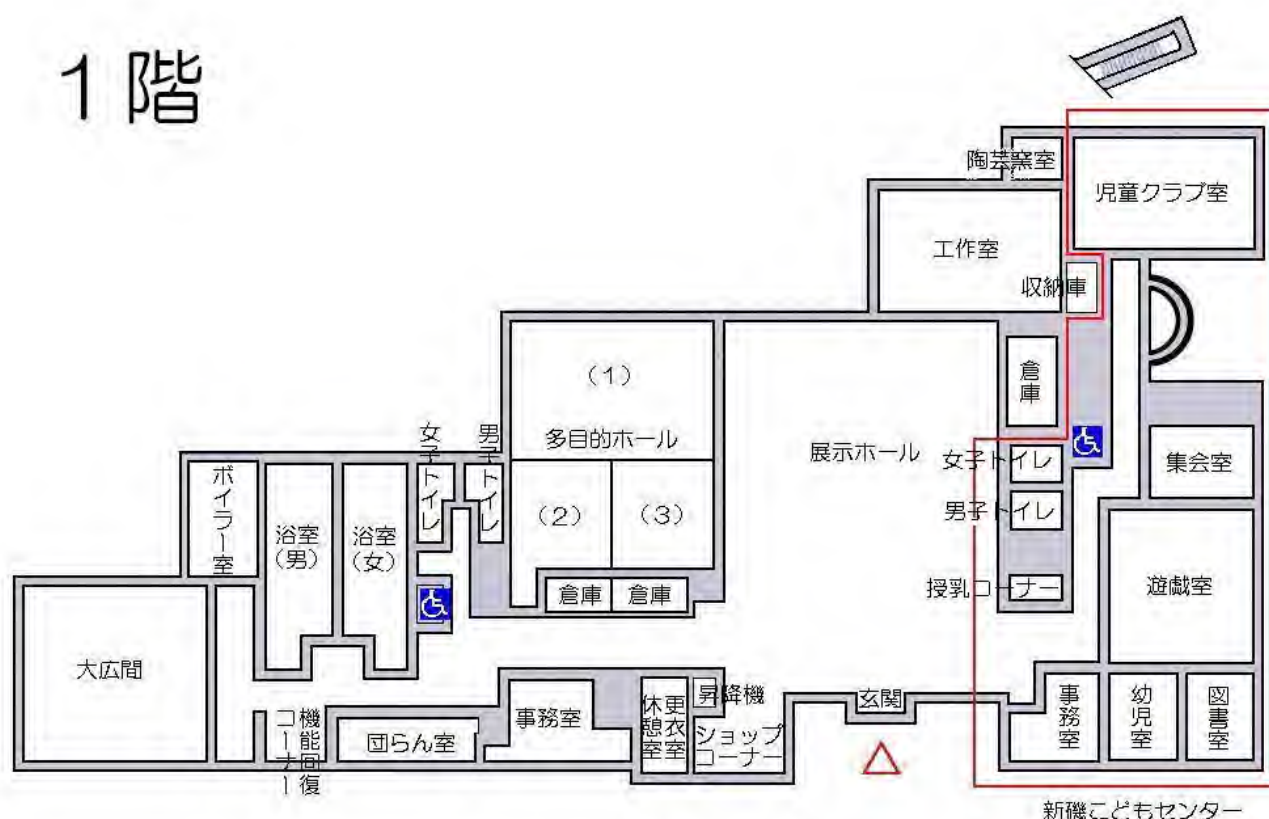 1階
陶芸窯室
児童クラブ室
工作室
収納庫
(1)
倉庫
多目的ホール
展示ホール
女子トイレ
男子トイレ
女子トイレ
集会室
ボイラー室
浴室
(男)
浴室
(女)
(2)
(3)
男子トイレ
倉庫
倉庫
授乳コーナー
遊戯室
大広間
機能回復
コーナー
団らん室
事務室
更衣室
休憩室
昇降機
ショップ
コーナー
玄関
事務室
幼児室
図書室
新磯こどもセンター